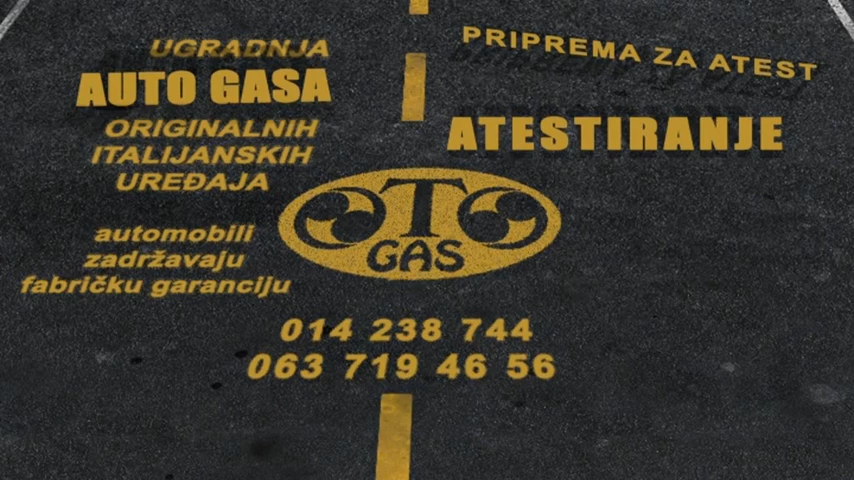 UGRADNJA
AUTO GASA
ORIGINALNIH
ITALIJANSKIH
UREĐAJA
automobili
zadržavaju
fabričku garanciju
PRIPREMA ZA ATEST
ATESTIRANJE
OTO
GAS
014 238 744
063 719 46 56